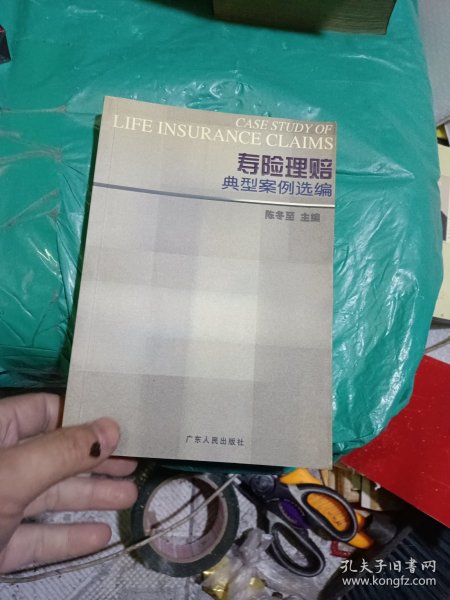 CASE STUDY OF
LIFE INSURANCE CLAIMS
寿险理赔
典型案例选编
陈冬至 主编
广东人民出版社
孔夫子旧书网
www.kongfz.com